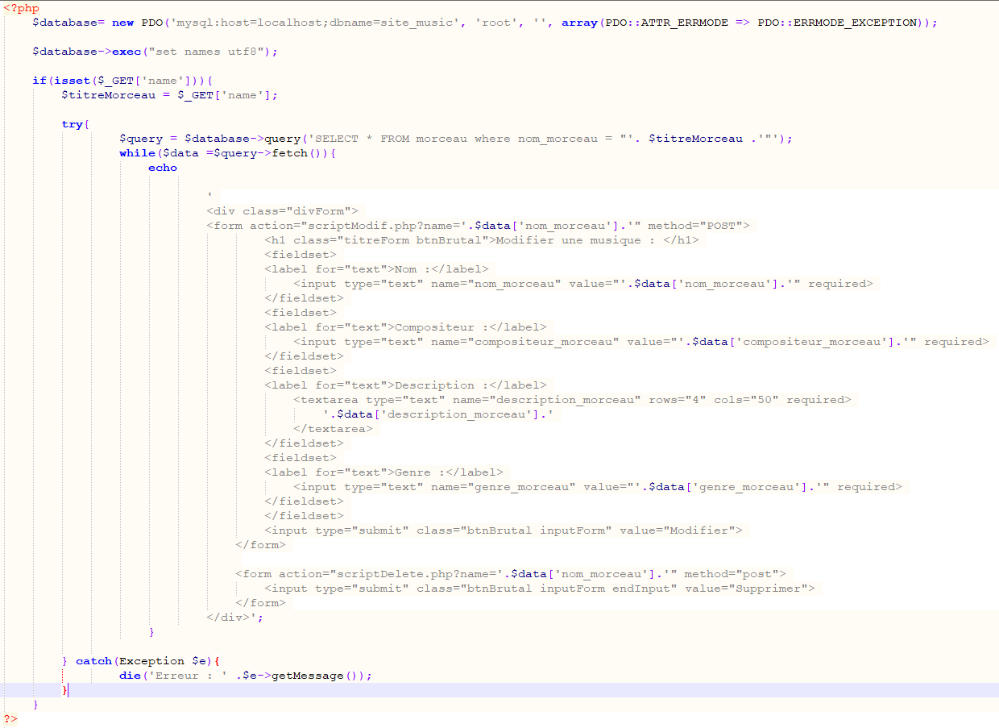 <?php
$database= new PDO('mysql:host=localhost;dbname=site_music', 'root', '', array(PDO::ATTR_ERRMODE => PDO::ERRMODE_EXCEPTION));
$database->exec("set names utf8");
if(isset($_GET['name'])){
$titreMorceau = $_GET['name'];
try{
$query = $database->query('SELECT * FROM morceau where nom_morceau = "'. $titreMorceau .'"');
while($data =$query->fetch()){
echo
'
<div class="divForm">
<form action="scriptModif.php?name='.$data['nom_morceau'].'" method="POST">
<h1 class="titreForm btnBrutal">Modifier une musique : </h1>
<fieldset>
<label for="text">Nom :</label>
<input type="text" name="nom_morceau" value="'.$data['nom_morceau'].'" required>
</fieldset>
<fieldset>
<label for="text">Compositeur :</label>
<input type="text" name="compositeur_morceau" value="'.$data['compositeur_morceau'].'" required>
</fieldset>
<fieldset>
<label for="text">Description :</label>
<textarea type="text" name="description_morceau" rows="4" cols="50" required>
'.$data['description_morceau'].'
</textarea>
</fieldset>
<fieldset>
<label for="text">Genre :</label>
<input type="text" name="genre_morceau" value="'.$data['genre_morceau'].'" required>
</fieldset>
</fieldset>
<input type="submit" class="btnBrutal inputForm" value="Modifier">
</form>
<form action="scriptDelete.php?name='.$data['nom_morceau'].'" method="post">
<input type="submit" class="btnBrutal inputForm endInput" value="Supprimer">
</form>
</div>';
}
} catch(Exception $e){
die('Erreur : ' .$e->getMessage());
}
}
?>